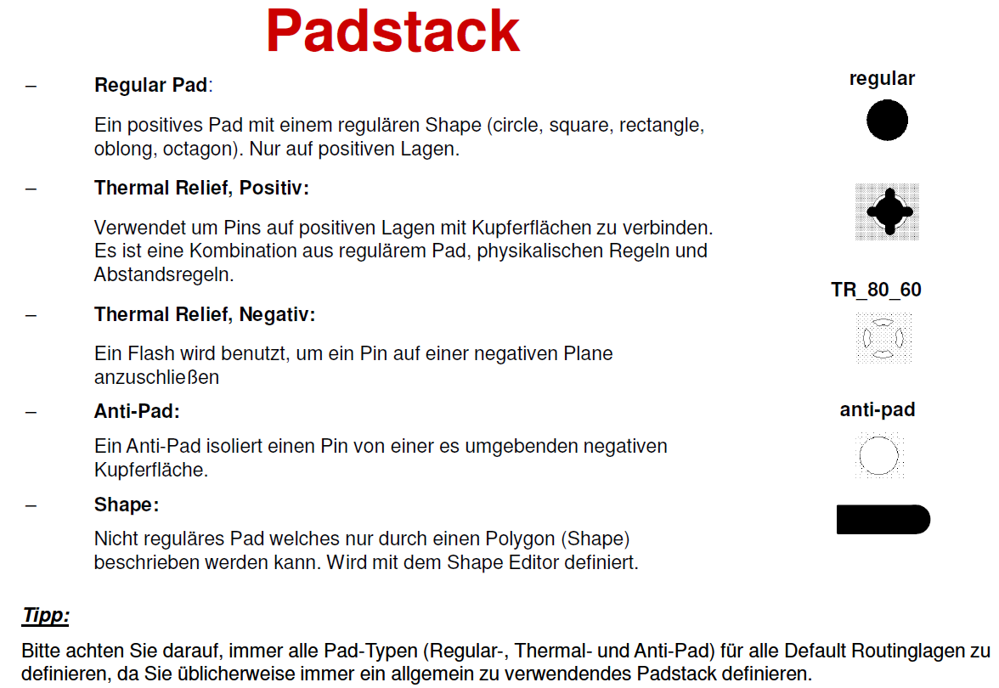 Padstack
– Regular Pad:
regular
Ein positives Pad mit einem regulären Shape (circle, square, rectangle,
oblong, octagon). Nur auf positiven Lagen.
– Thermal Relief, Positiv:
Verwendet um Pins auf positiven Lagen mit Kupferflächen zu verbinden.
Es ist eine Kombination aus regulärem Pad, physikalischen Regeln und
Abstandsregeln.
TR_80_60
– Thermal Relief, Negativ:
Ein Flash wird benutzt, um ein Pin auf einer negativen Plane
anzuschließen
– Anti-Pad:
anti-pad
Ein Anti-Pad isoliert einen Pin von einer es umgebenden negativen
Kupferfläche.
– Shape:
Nicht reguläres Pad welches nur durch einen Polygon (Shape)
beschrieben werden kann. Wird mit dem Shape Editor definiert.
Tipp:
Bitte achten Sie darauf, immer alle Pad-Typen (Regular-, Thermal- und Anti-Pad) für alle Default Routinglagen zu
definieren, da Sie üblicherweise immer ein allgemein zu verwendendes Padstack definieren.